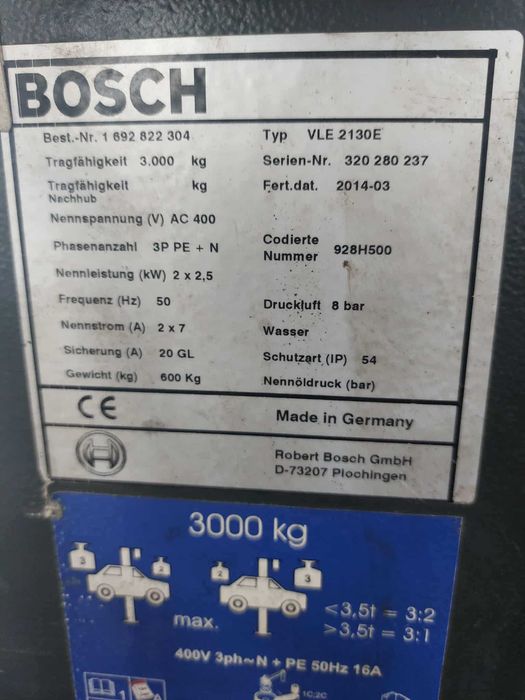 BOSCH
Best.-Nr. 1 692 822 304 Typ VLE 2130E
Tragfähigkeit 3.000 kg Serien-Nr. 320 280 237
Tragfähigkeit Nachhub kg Fert.dat. 2014-03
Nennspannung (V) AC 400
Phasenanzahl 3P PE + N Codierte Nummer 928H500
Nennleistung (kW) 2 x 2,5
Frequenz (Hz) 50 Druckluft 8 bar
Nennstrom (A) 2 x 7 Wasser
Sicherung (A) 20 GL Schutzart (IP) 54
Gewicht (kg) 600 Kg Nennöldruck (bar)
CE Made in Germany
Robert Bosch GmbH
D-73207 Plochingen
3000 kg
3 2 2 3
≤3,5t = 3:2
max. >3,5t = 3:1
400V 3ph~N + PE 50Hz 16A
1C;2C